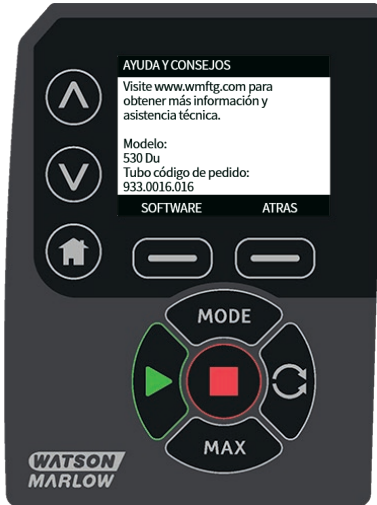 AYUDA Y CONSEJOS
Visite www.wmftg.com para
obtener más información y
asistencia técnica.
Modelo:
530 Du
Tubo código de pedido:
933.0016.016
SOFTWARE ATRAS
MODE
MAX
WATSON
MARLOW